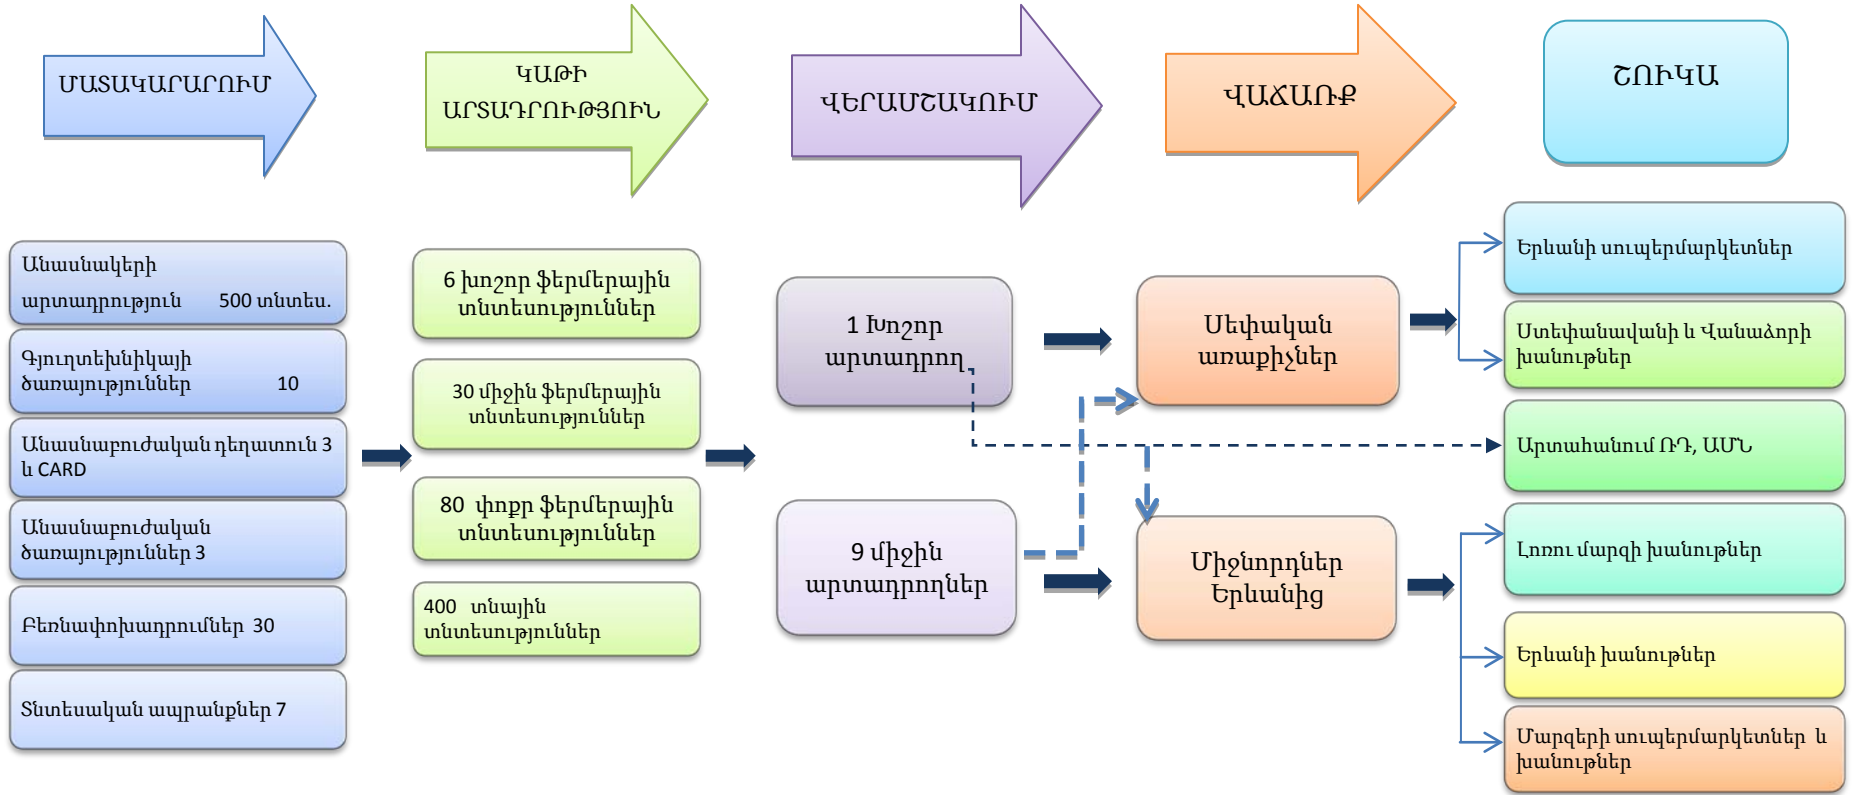 ՄԱՏԱԿԱՐԱՐՈՒՄ
ԿԱԹԻ
ԱՐՏԱԴՐՈՒԹՅՈՒՆ
ՎԵՐԱՄՇԱԿՈՒՄ
ՎԱՃԱՌՔ
ՇՈՒԿԱ
Անասնակերի
արտադրություն 500 տնտես.
Գյուղտեխնիկայի
ծառայություններ 10
Անասնաբուժական դեղատուն 3
և CARD
Անասնաբուժական
ծառայություններ 3
Բեռնափոխադրումներ 30
Տնտեսական ապրանքներ 7
6 խոշոր ֆերմերային
տնտեսություններ
30 միջին ֆերմերային
տնտեսություններ
80 փոքր ֆերմերային
տնտեսություններ
400 տնային
տնտեսություններ
1 Խոշոր
արտադրող
9 միջին
արտադրողներ
Սեփական
առաքիչներ
Միջնորդներ
Երևանից
Երևանի սուպերմարկետներ
Ստեփանավանի և Վանաձորի
խանութներ
Արտահանում ՌԴ, ԱՄՆ
Լոռու մարզի խանութներ
Երևանի խանութներ
Մարզերի սուպերմարկետներ և
խանութներ